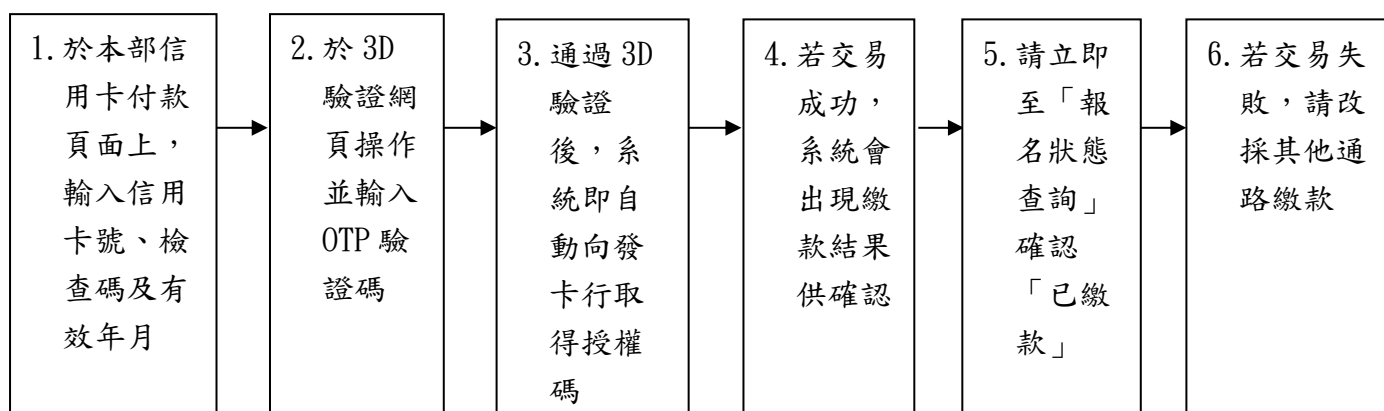 1.於本部信
用卡付款
頁面上，
輸入信用
卡號、檢
查碼及有
效年月
2.於 3D
驗證網
頁操作
並輸入
OTP 驗
證碼
3.通過 3D
驗證
後，系
統即自
動向發
卡行取
得授權
碼
4.若交易
成功，
系統會
出現繳
款結果
供確認
5.請立即
至「報
名狀態
查詢」
確認
「已繳
款」
6.若交易失
敗，請改
採其他通
路繳款